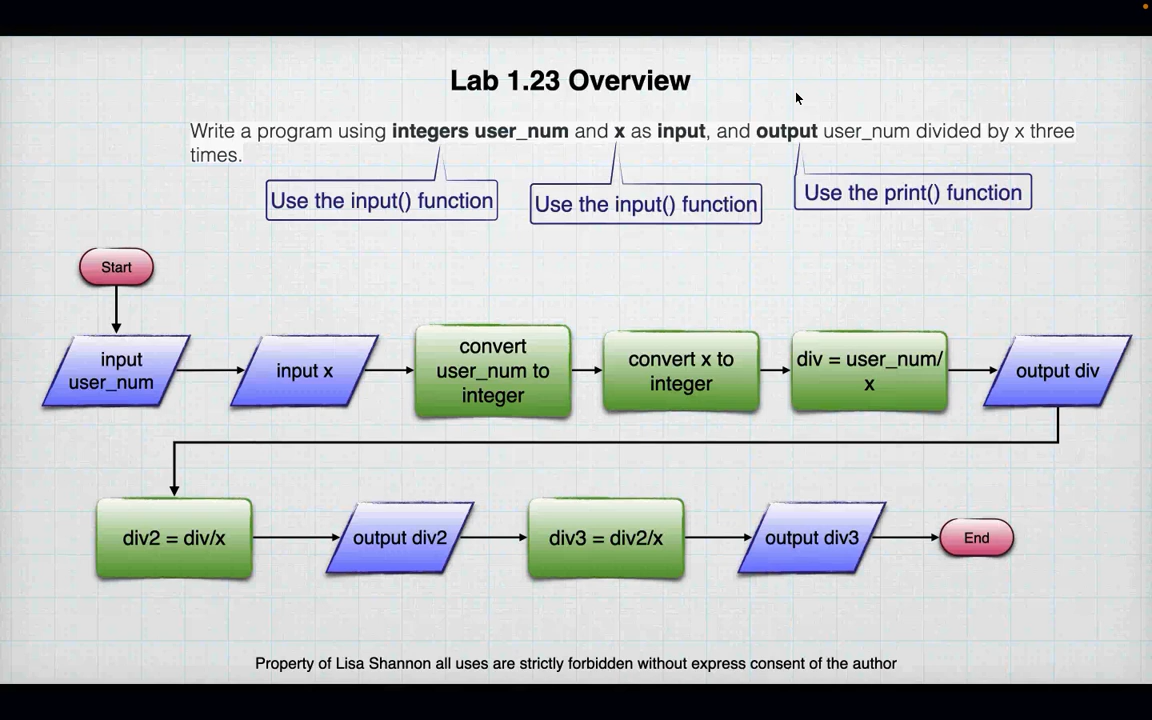 Lab 1.23 Overview
Write a program using integers user_num and x as input, and output user_num divided by x three
times.
Use the input() function
Use the input() function
Use the print() function
Start
input
user_num
input x
convert
user_num to
integer
convert x to
integer
div = user_num/
x
output div
div2 = div/x
output div2
div3 = div2/x
output div3
End
Property of Lisa Shannon all uses are strictly forbidden without express consent of the author